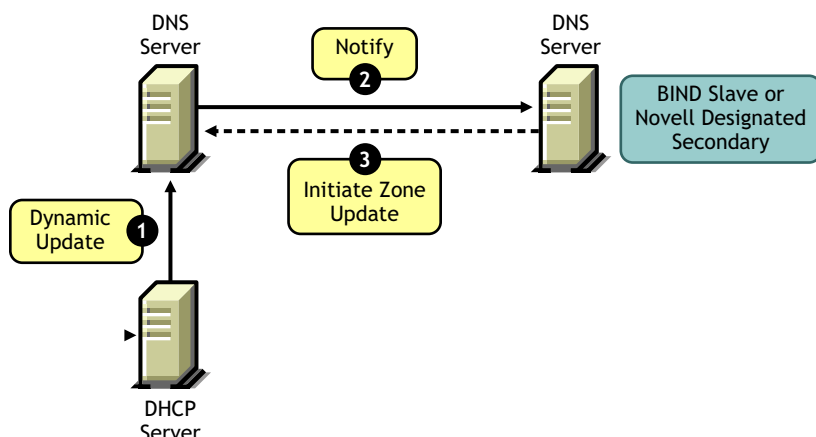 DNS
Server
Notify
2
DNS
Server
BIND Slave or
Novell Designated
Secondary
3
Initiate Zone
Update
Dynamic
Update
1
DHCP
Server